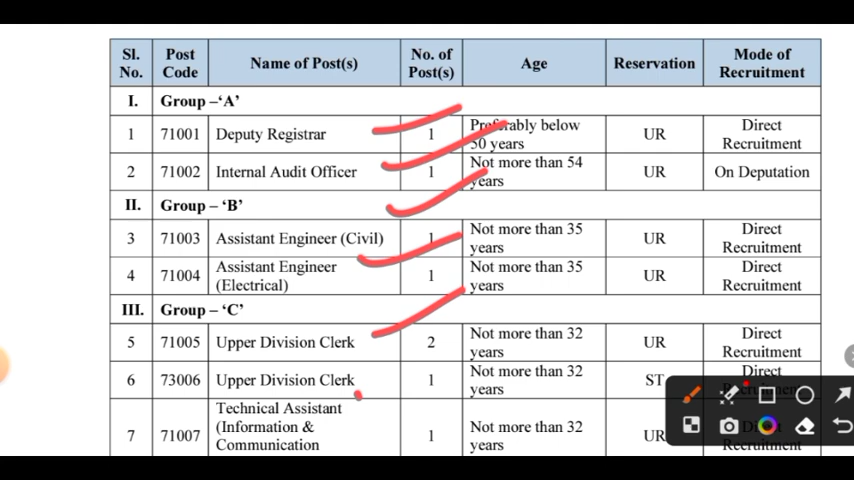 Sl. No. Post Code Name of Post(s) No. of Post(s) Age Reservation Mode of Recruitment
I. Group –‘A’
1 71001 Deputy Registrar 1 Preferably below 50 years UR Direct Recruitment
2 71002 Internal Audit Officer 1 Not more than 54 years UR On Deputation
II. Group –‘B’
3 71003 Assistant Engineer (Civil) 1 Not more than 35 years UR Direct Recruitment
4 71004 Assistant Engineer (Electrical) 1 Not more than 35 years UR Direct Recruitment
III. Group – ‘C’
5 71005 Upper Division Clerk 2 Not more than 32 years UR Direct Recruitment
6 73006 Upper Division Clerk 1 Not more than 32 years ST Direct
7 71007 Technical Assistant (Information & Communication 1 Not more than 32 years UR Recruitment